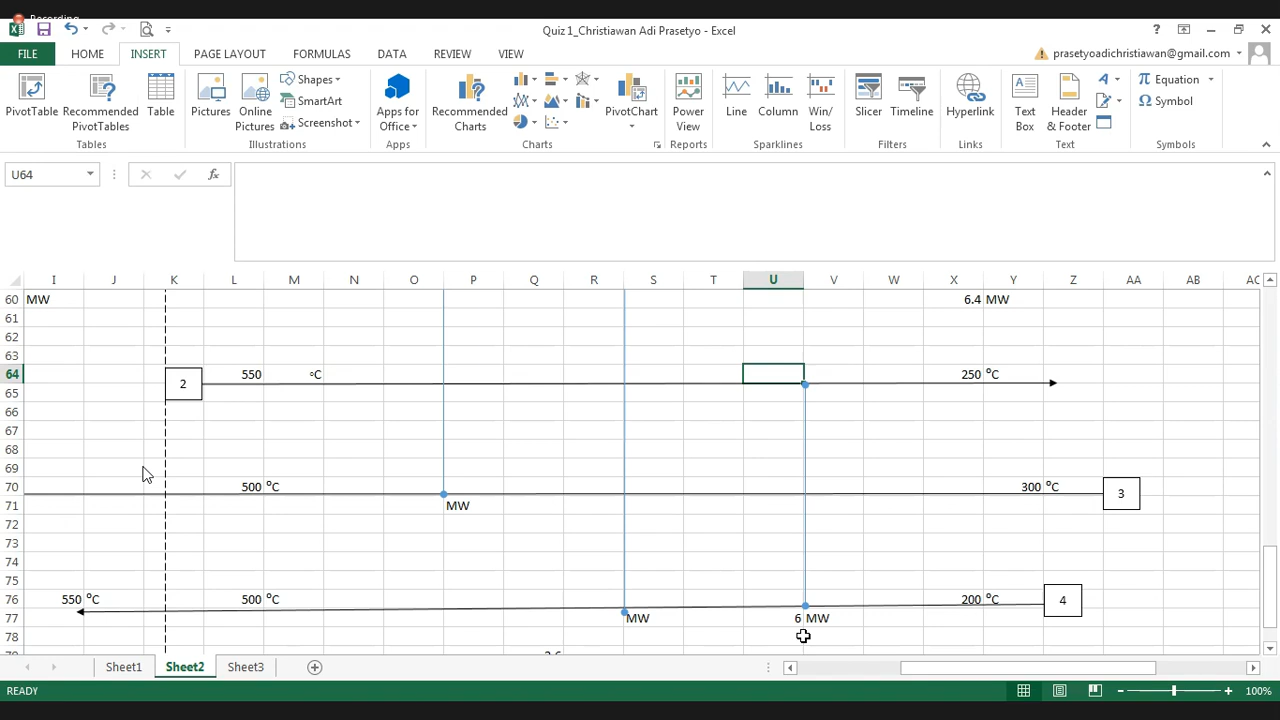 Recording
Quiz 1_Christiawan Adi Prasetyo - Excel
FILE HOME INSERT PAGE LAYOUT FORMULAS DATA REVIEW VIEW
prasetyoadichristiawan@gmail.com
PivotTable Recommended PivotTables Table
Pictures Online Pictures Shapes SmartArt Screenshot
Apps for Office
Recommended Charts PivotChart
Power View
Line Column Win/Loss
Slicer Timeline
Hyperlink
Text Box Header & Footer
Equation Symbol
Tables Illustrations Apps Charts Reports Sparklines Filters Links Text Symbols
U64 fx
I J K L M N O P Q R S T U V W X Y Z AA AB AC
60 MW 6.4 MW
61
62
63
64 2 550 °C 250 °C
65
66
67
68
69
70 500 °C 300 °C 3
71 MW
72
73
74
75
76 550 °C 500 °C 200 °C 4
77 MW 6 MW
78
Sheet1 Sheet2 Sheet3
READY 100%